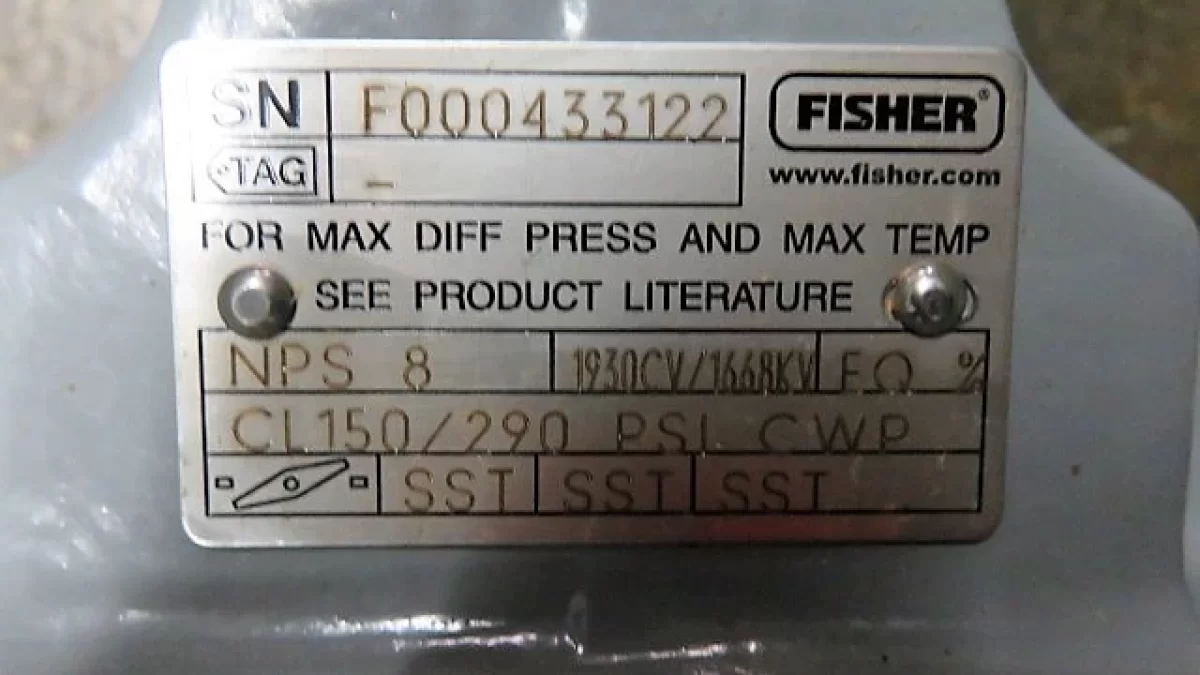 SN F000433122
FISHER®
TAG –
www.fisher.com
FOR MAX DIFF PRESS AND MAX TEMP
SEE PRODUCT LITERATURE
NPS 8 1930CV/1668KV EQ %
CL150/290 PSI CWP
SST SST SST